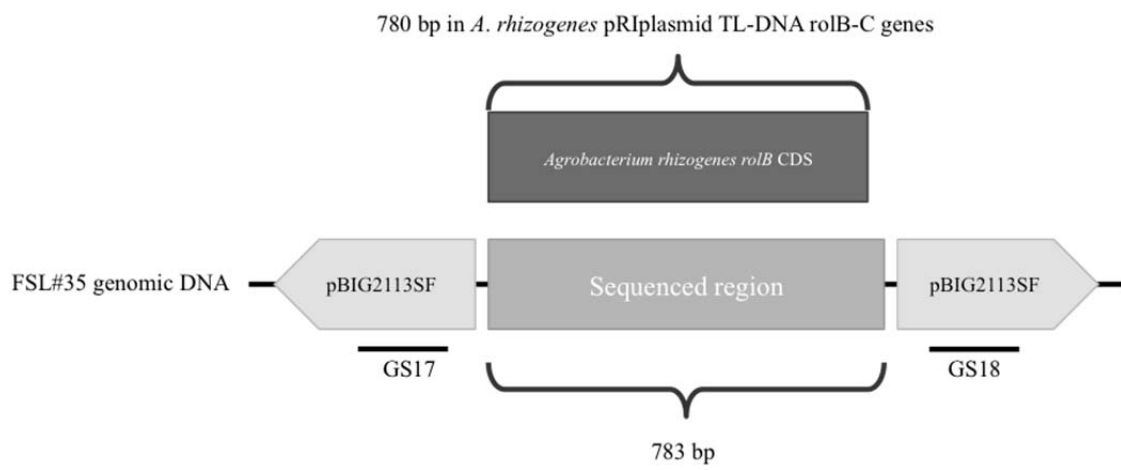 780 bp in A. rhizogenes pRIplasmid TL-DNA rolB-C genes
Agrobacterium rhizogenes rolB CDS
FSL#35 genomic DNA
pBIG2113SF
Sequenced region
pBIG2113SF
GS17
GS18
783 bp